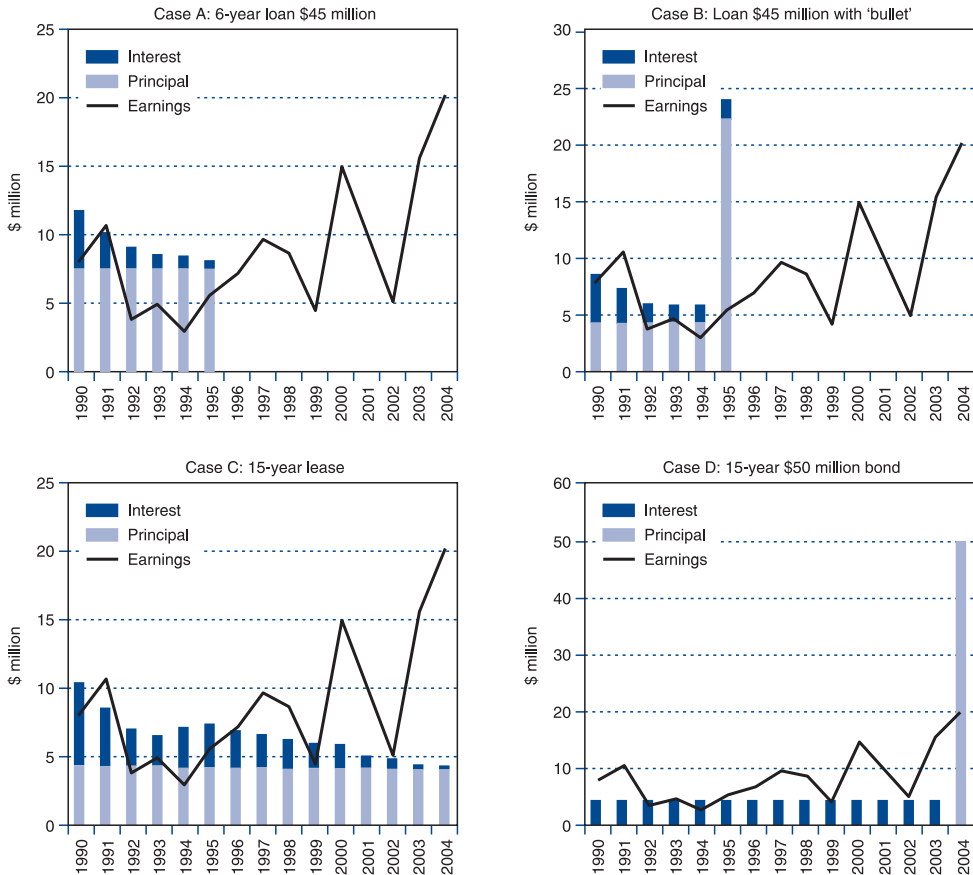 Case A: 6-year loan $45 million
25
20
15
10
5
0
$ million
Interest
Principal
Earnings
1990 1991 1992 1993 1994 1995 1996 1997 1998 1999 2000 2001 2002 2003 2004
Case B: Loan $45 million with ‘bullet’
30
25
20
15
10
5
0
$ million
Interest
Principal
Earnings
1990 1991 1992 1993 1994 1995 1996 1997 1998 1999 2000 2001 2002 2003 2004
Case C: 15-year lease
25
20
15
10
5
0
$ million
Interest
Principal
Earnings
1990 1991 1992 1993 1994 1995 1996 1997 1998 1999 2000 2001 2002 2003 2004
Case D: 15-year $50 million bond
60
50
40
30
20
10
0
$ million
Interest
Principal
Earnings
1990 1991 1992 1993 1994 1995 1996 1997 1998 1999 2000 2001 2002 2003 2004